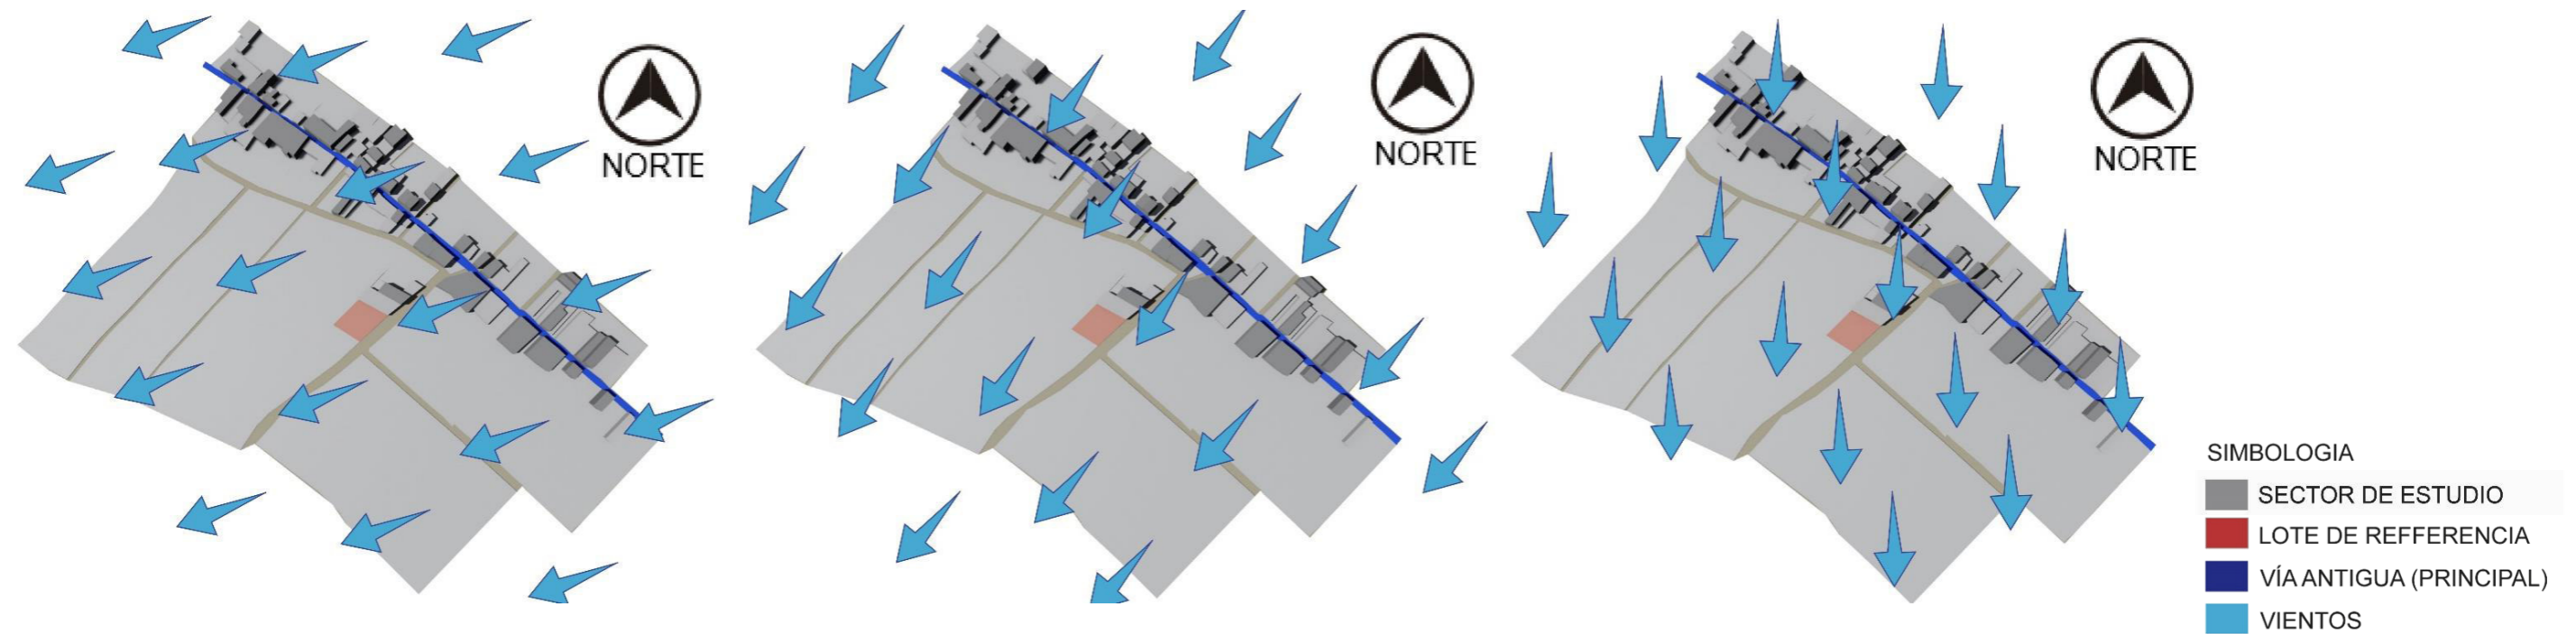 NORTE
NORTE
NORTE
SIMBOLOGIA
SECTOR DE ESTUDIO
LOTE DE REFFERENCIA
VÍA ANTIGUA (PRINCIPAL)
VIENTOS